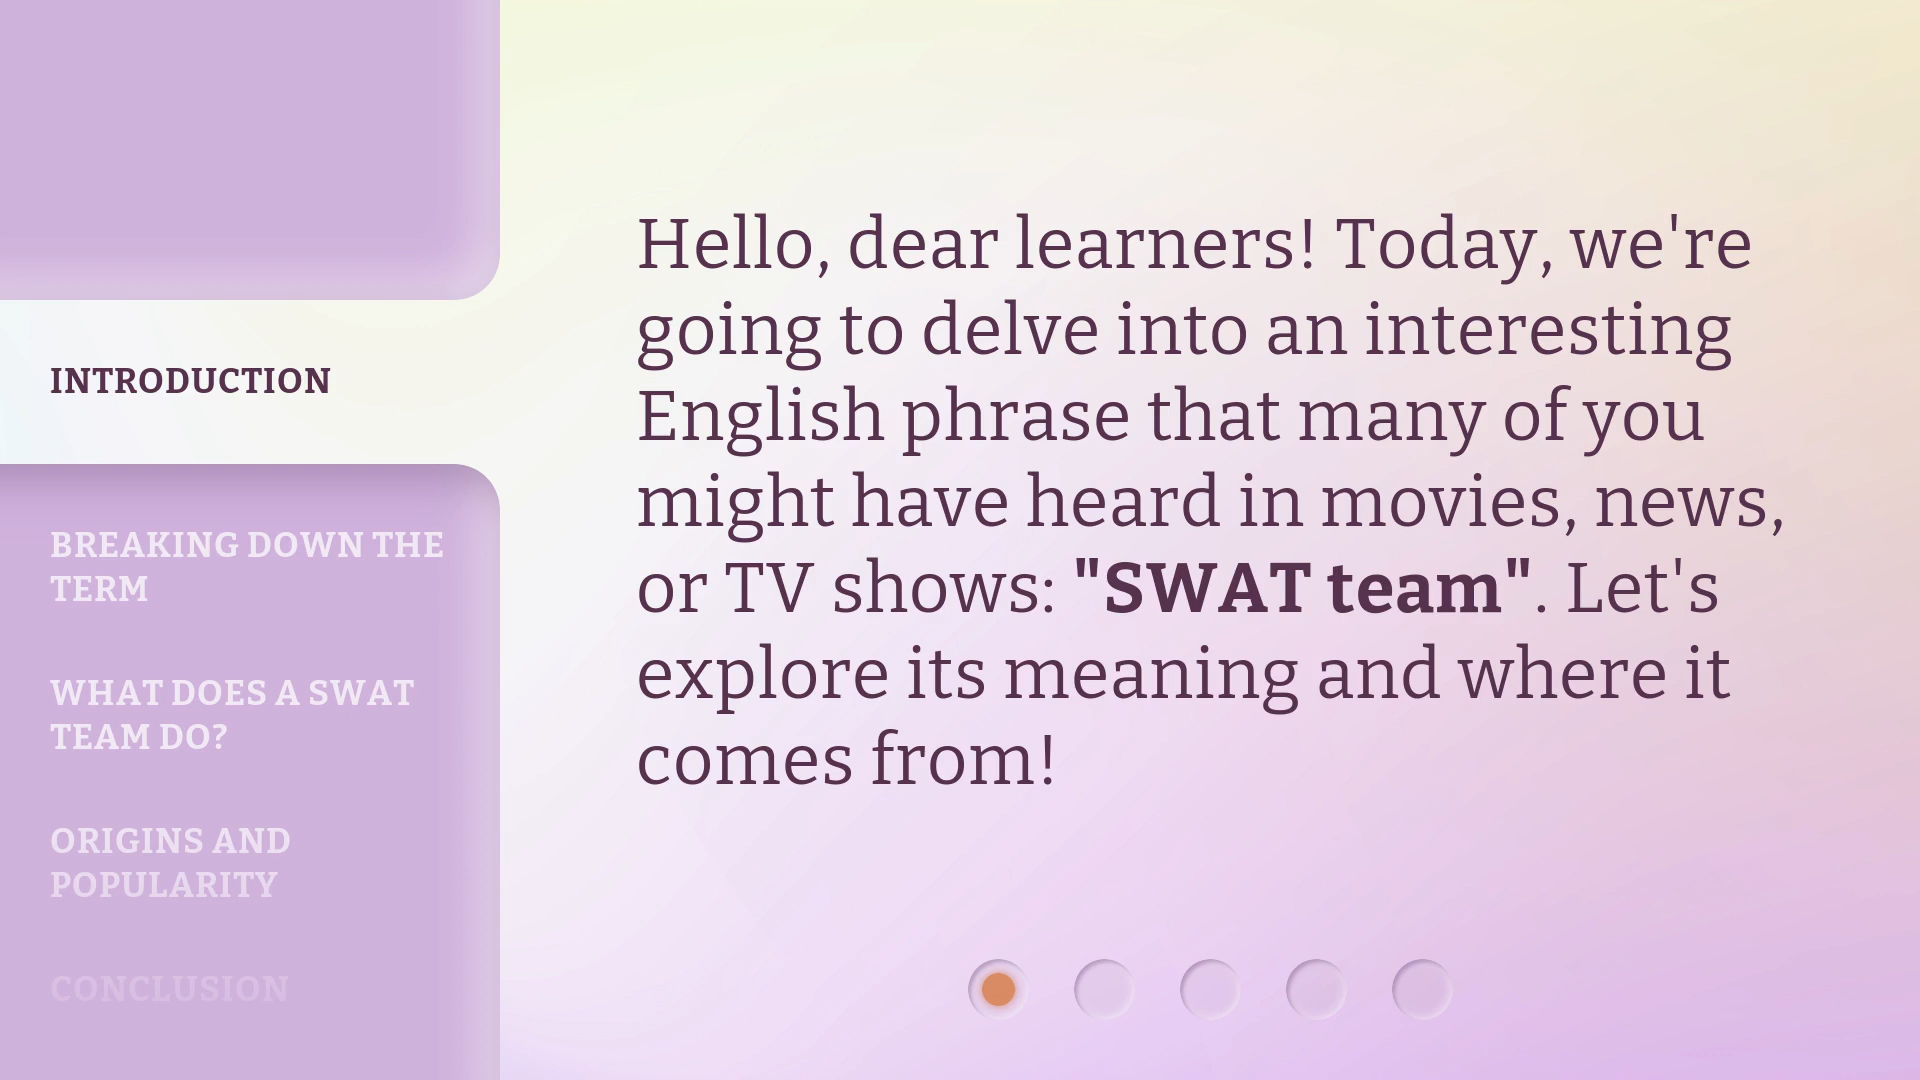 INTRODUCTION
BREAKING DOWN THE
TERM
WHAT DOES A SWAT
TEAM DO?
ORIGINS AND
POPULARITY
CONCLUSION
Hello, dear learners! Today, we're
going to delve into an interesting
English phrase that many of you
might have heard in movies, news,
or TV shows: "SWAT team". Let's
explore its meaning and where it
comes from!